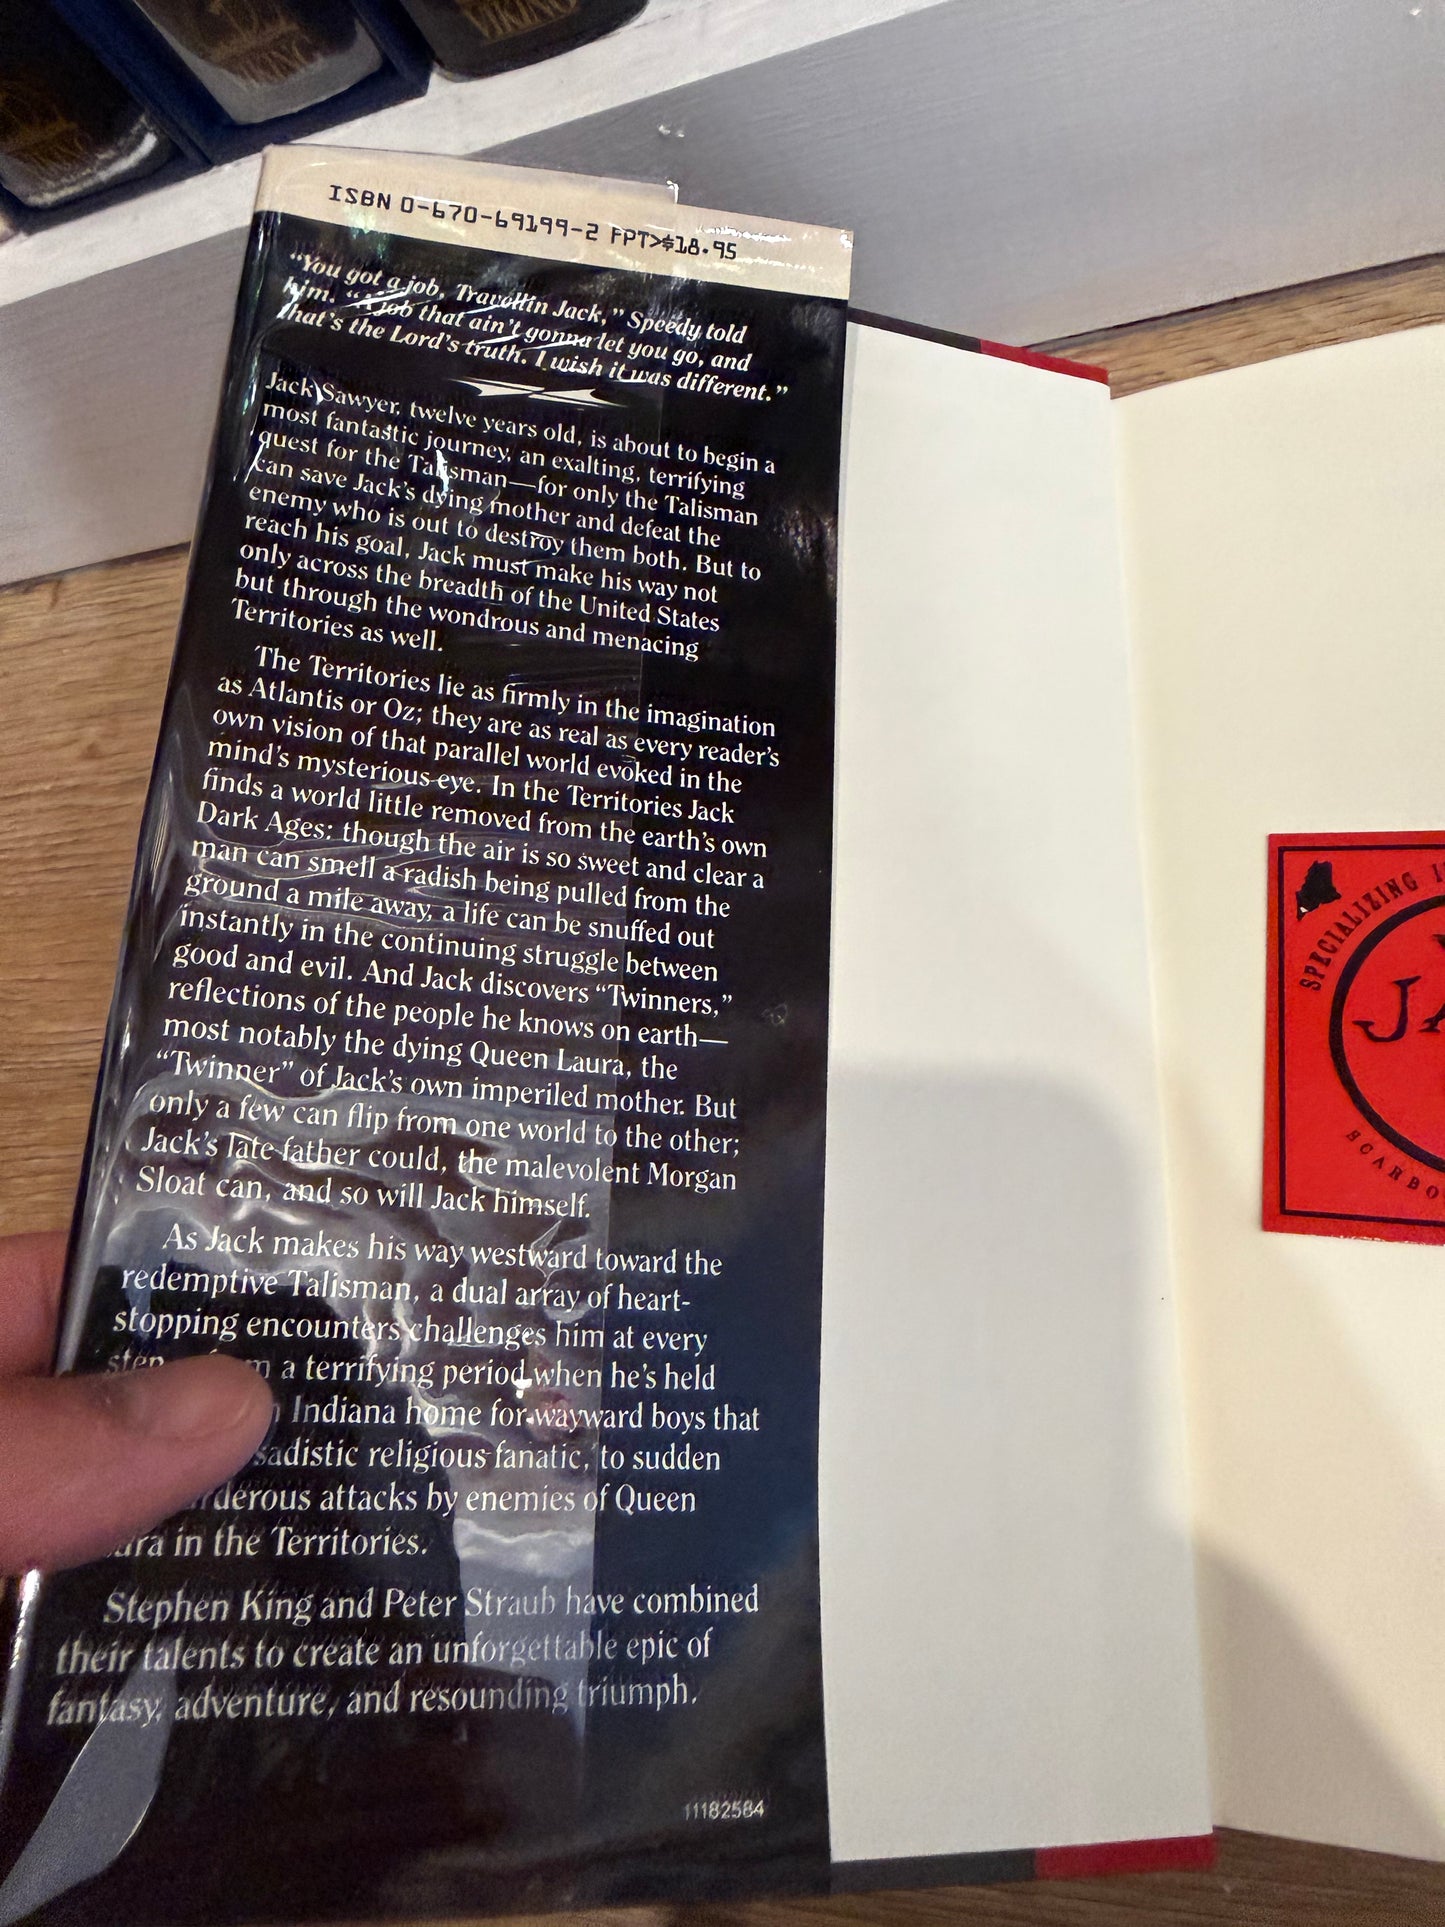 ISBN 0-670-69199-2 FPT>$18.95
“You got a job, Travellin Jack,” Speedy told
him. “A job that ain’t gonna let you go, and
that’s the Lord’s truth. I wish it was different.”
Jack Sawyer, twelve years old, is about to begin a
most fantastic journey, an exalting, terrifying
quest for the Talisman—for only the Talisman
can save Jack’s dying mother and defeat the
enemy who is out to destroy them both. But to
reach his goal, Jack must make his way not
only across the breadth of the United States
but through the wondrous and menacing
Territories as well.
The Territories lie as firmly in the imagination
as Atlantis or Oz; they are as real as every reader’s
own vision of that parallel world evoked in the
mind’s mysterious eye. In the Territories Jack
finds a world little removed from the earth’s own
Dark Ages: though the air is so sweet and clear a
man can smell a radish being pulled from the
ground a mile away, a life can be snuffed out
instantly in the continuing struggle between
good and evil. And Jack discovers “Twinners,”
reflections of the people he knows on earth—
most notably the dying Queen Laura, the
“Twinner” of Jack’s own imperiled mother. But
only a few can flip from one world to the other;
Jack’s late father could, the malevolent Morgan
Sloat can, and so will Jack himself.
As Jack makes his way westward toward the
redemptive Talisman, a dual array of heart-
stopping encounters challenges him at every
a terrifying period when he’s held
Indiana home for wayward boys that
sadistic religious fanatic, to sudden
attacks by enemies of Queen
in the Territories.
Stephen King and Peter Straub have combined
their talents to create an unforgettable epic of
fantasy, adventure, and resounding triumph.
11182584
SPECIALIZING